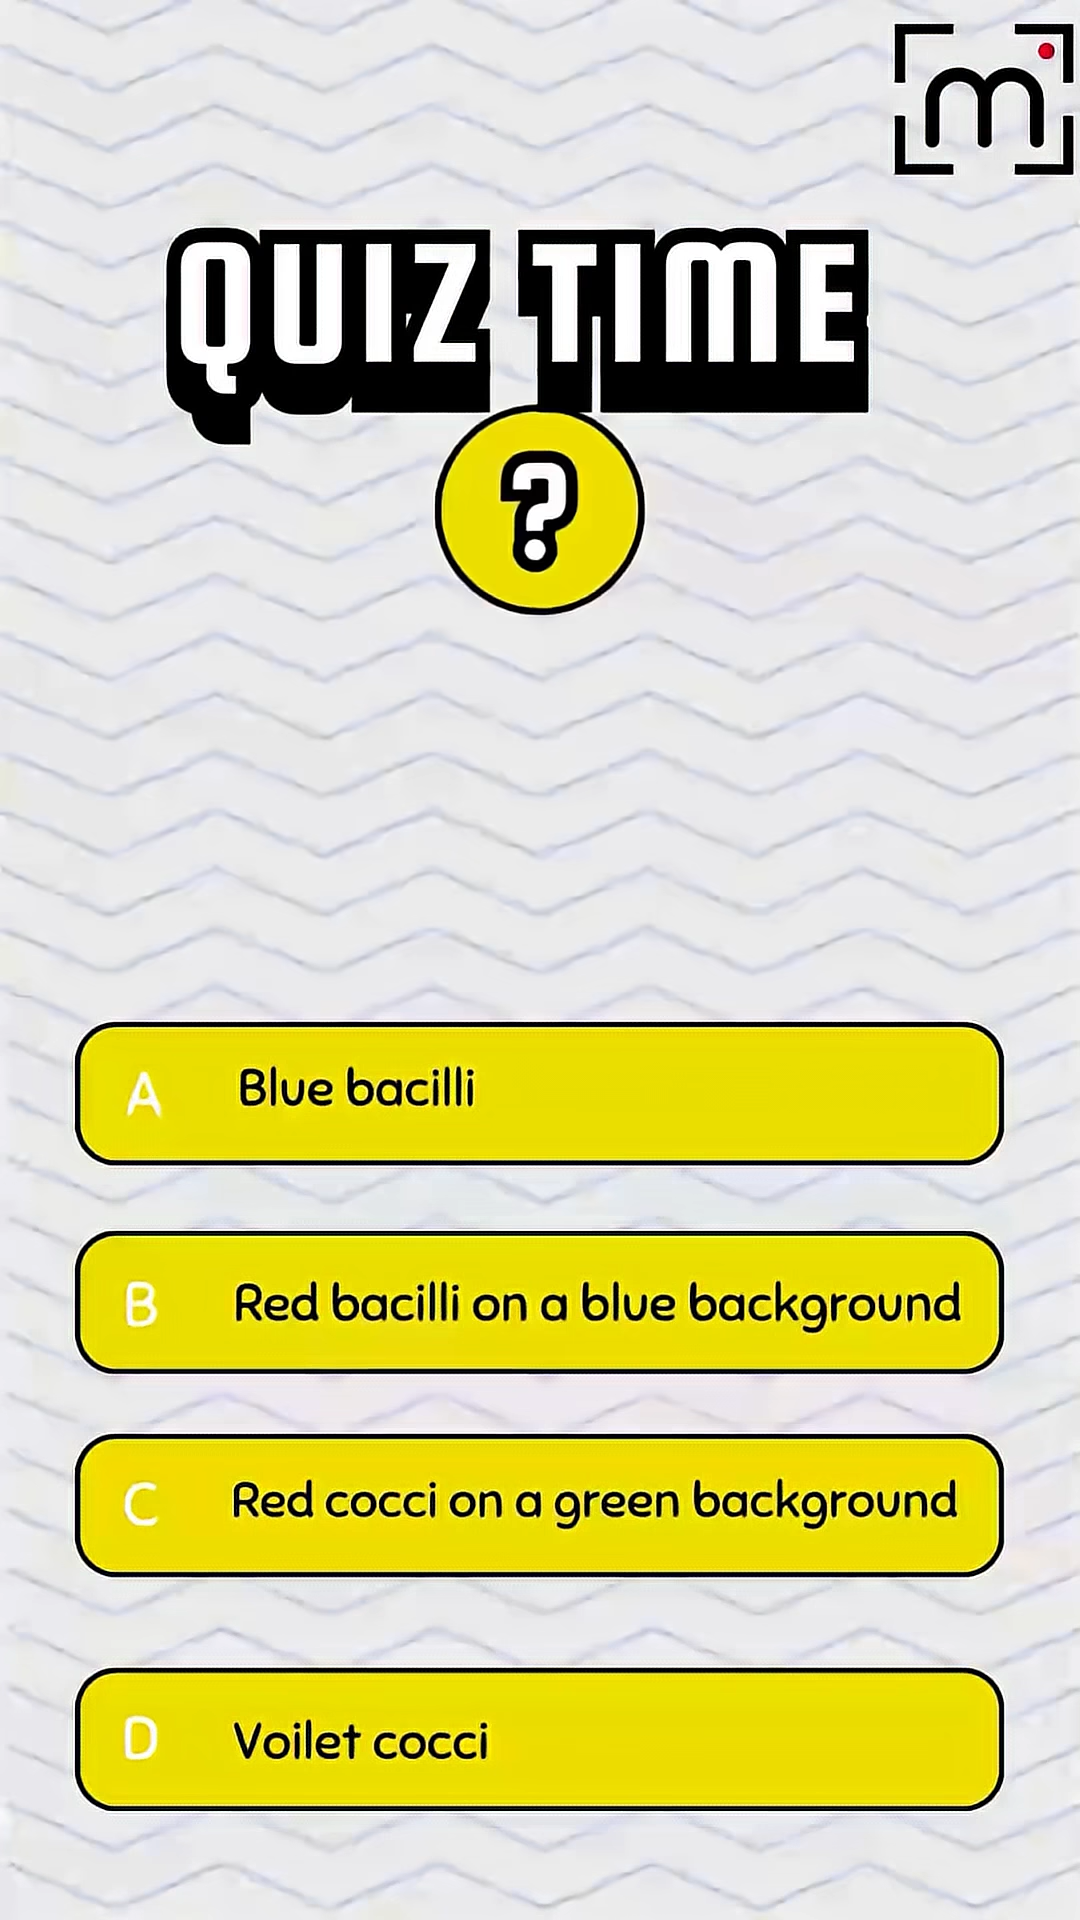 m
QUIZ TIME
?
A Blue bacilli
B Red bacilli on a blue background
C Red cocci on a green background
D Voilet cocci